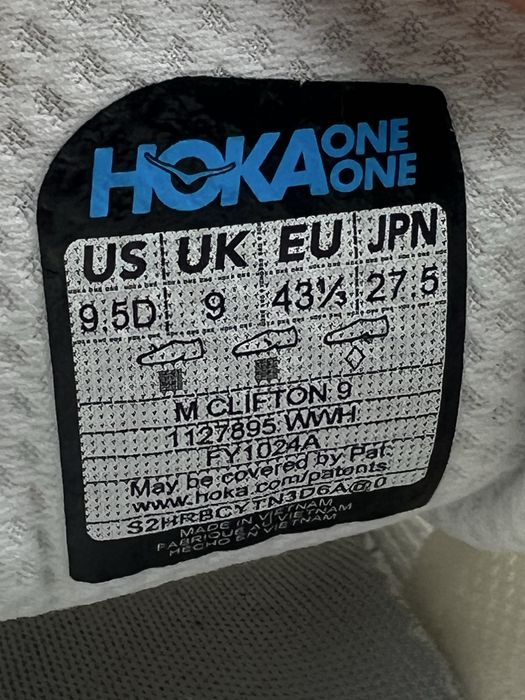 HOKA ONE ONE
US UK EU JPN
9.5D 9 43⅓ 27.5
M CLIFTON 9
1127895 WWH
FY1024A
May be covered by Pat.
www.hoka.com/patents
S2HRBCYTN3D6A@0
MADE IN VIETNAM
FABRIQUE A VIETNAM
HECHO EN VIETNAM